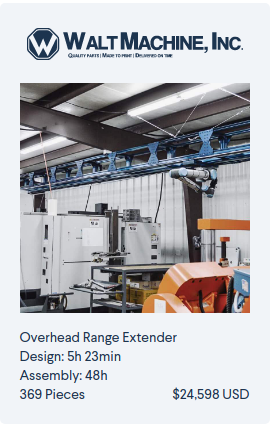 WALT MACHINE, INC.
QUALITY PARTS | MADE TO PRINT | DELIVERED ON TIME
Overhead Range Extender
Design: 5h 23min
Assembly: 48h
369 Pieces
$24,598 USD